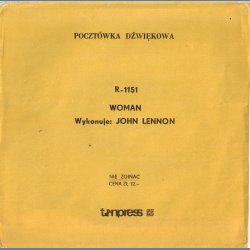 POCZTÓWKA DŹWIĘKOWA
R-1151
WOMAN
Wykonuje: JOHN LENNON
NIE ZGINAĆ
CENA ZŁ 12,-
tonpress